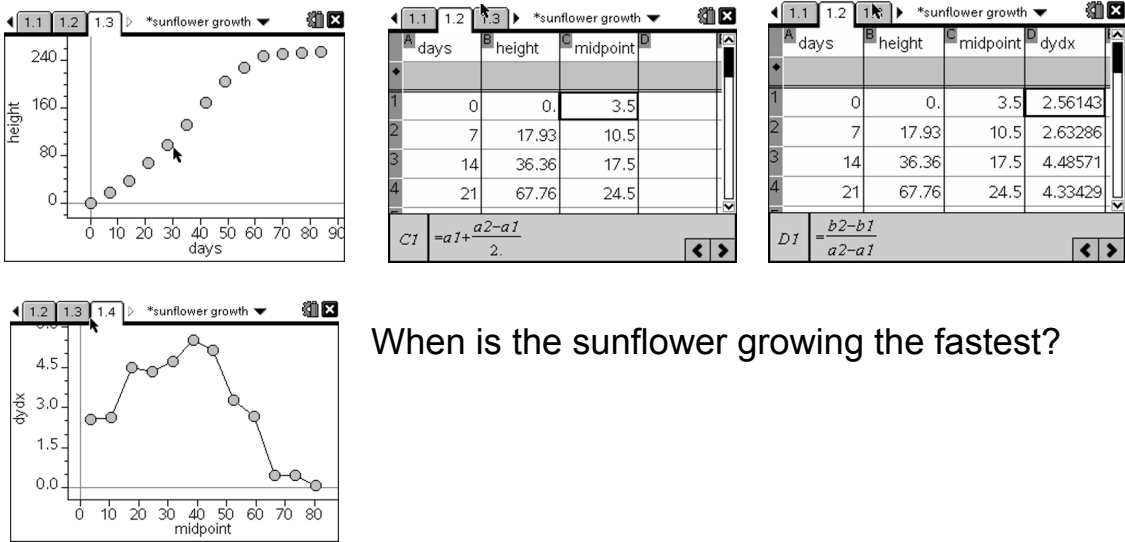 1.1 1.2 1.3 *sunflower growth
240
160
80
0
height
0 10 20 30 40 50 60 70 80 90
days
1.1 1.2 1.3 *sunflower growth
A days B height C midpoint D E
◆
1 0 0. 3.5
2 7 17.93 10.5
3 14 36.36 17.5
4 21 67.76 24.5
C1 =a1+ a2−a1
2.
1.1 1.2 *sunflower growth
A days B height C midpoint D dydx
◆
1 0 0. 3.5 2.56143
2 7 17.93 10.5 2.63286
3 14 36.36 17.5 4.48571
4 21 67.76 24.5 4.33429
D1 = b2−b1
a2−a1
1.2 1.3 1.4 *sunflower growth
4.5
3.0
1.5
0.0
dydx
0 10 20 30 40 50 60 70 80
midpoint
When is the sunflower growing the fastest?